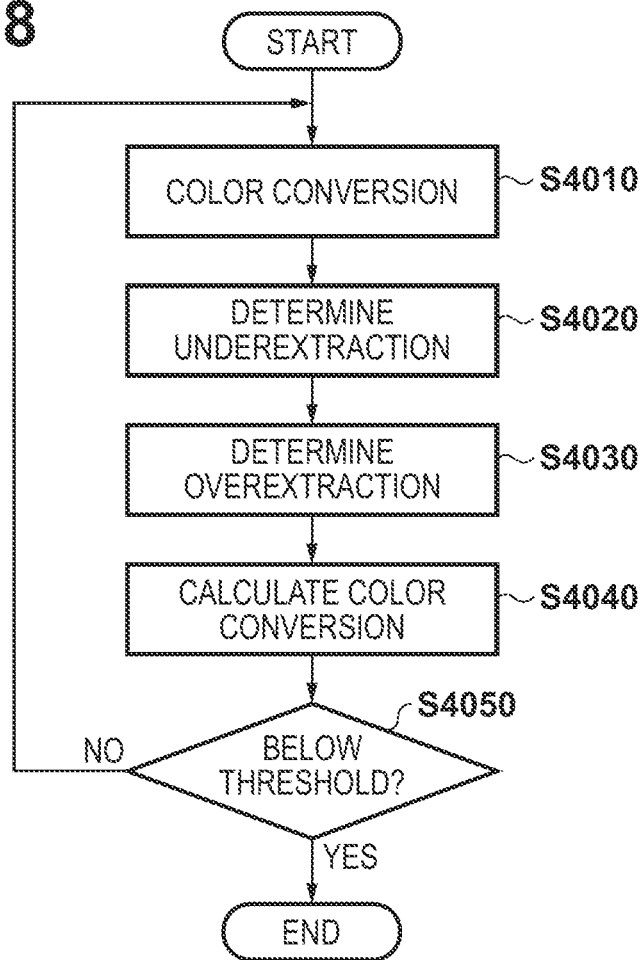 8
START
COLOR CONVERSION
S4010
DETERMINE
UNDEREXTRACTION
S4020
DETERMINE
OVEREXTRACTION
S4030
CALCULATE COLOR
CONVERSION
S4040
S4050
NO
BELOW
THRESHOLD?
YES
END